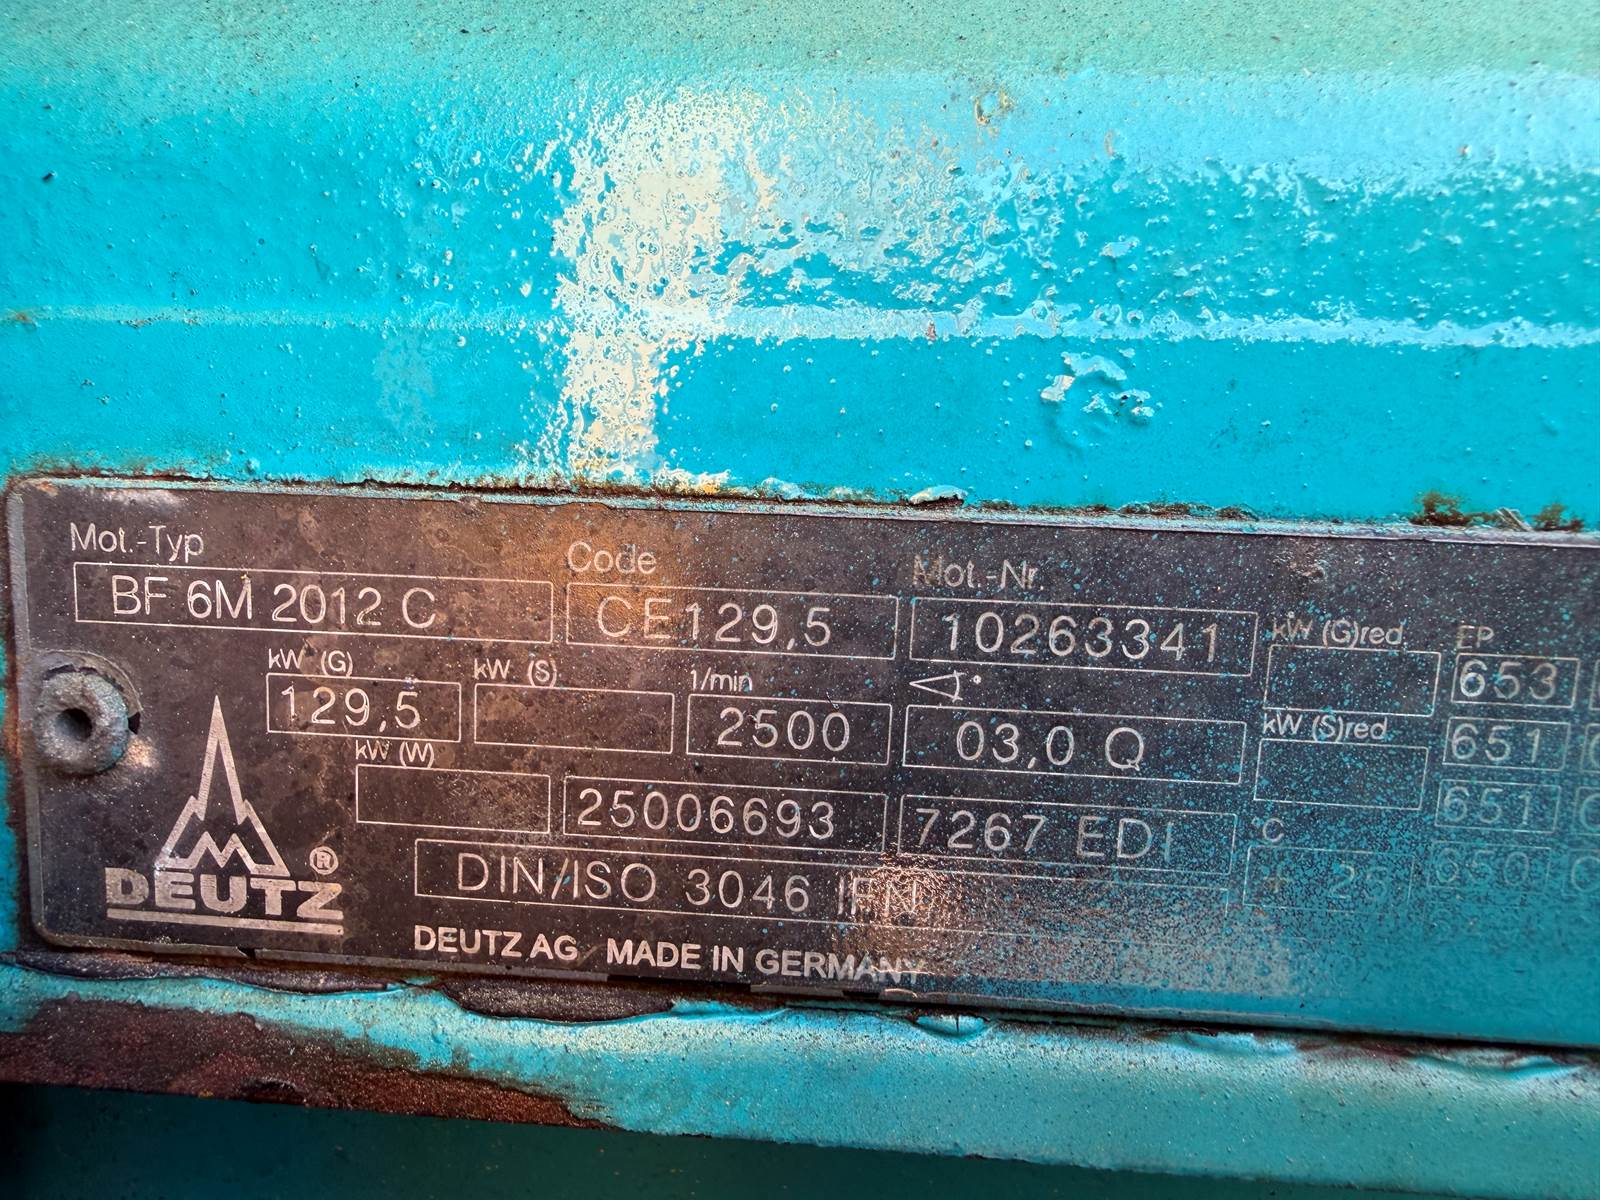 Mot.-Typ Code Mot.-Nr. kW (G)red. EP
BF 6M 2012 C CE129,5 10263341 653
kW (G) kW (S) 1/min ° kW (S)red.
129,5 2500 03,0 Q 651
kW (W)
25006693 7267 EDI °C 651
DIN/ISO 3046 IFN + 25 650
DEUTZ ®
DEUTZ AG MADE IN GERMANY